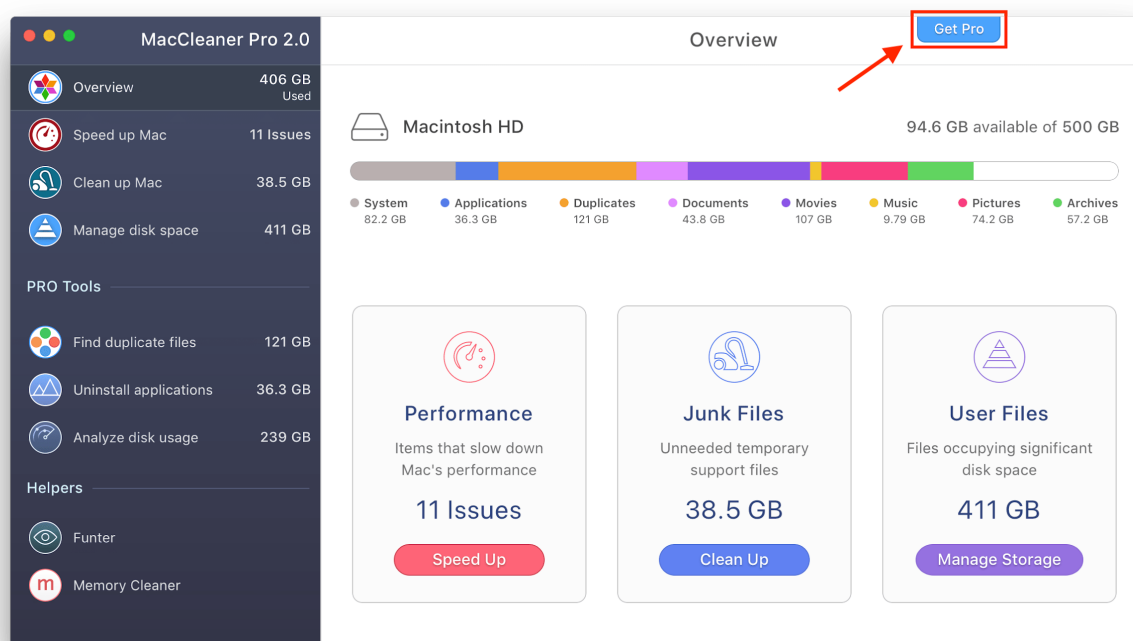 MacCleaner Pro 2.0
Overview
Get Pro
Overview
406 GB
Used
Speed up Mac 11 Issues
Clean up Mac 38.5 GB
Manage disk space 411 GB
PRO Tools
Find duplicate files 121 GB
Uninstall applications 36.3 GB
Analyze disk usage 239 GB
Helpers
Funter
m
Memory Cleaner
Macintosh HD
94.6 GB available of 500 GB
System Applications Duplicates Documents Movies Music Pictures Archives
82.2 GB 36.3 GB 121 GB 43.8 GB 107 GB 9.79 GB 74.2 GB 57.2 GB
Performance
Items that slow down
Mac's performance
11 Issues
Speed Up
Junk Files
Unneeded temporary
support files
38.5 GB
Clean Up
User Files
Files occupying significant
disk space
411 GB
Manage Storage